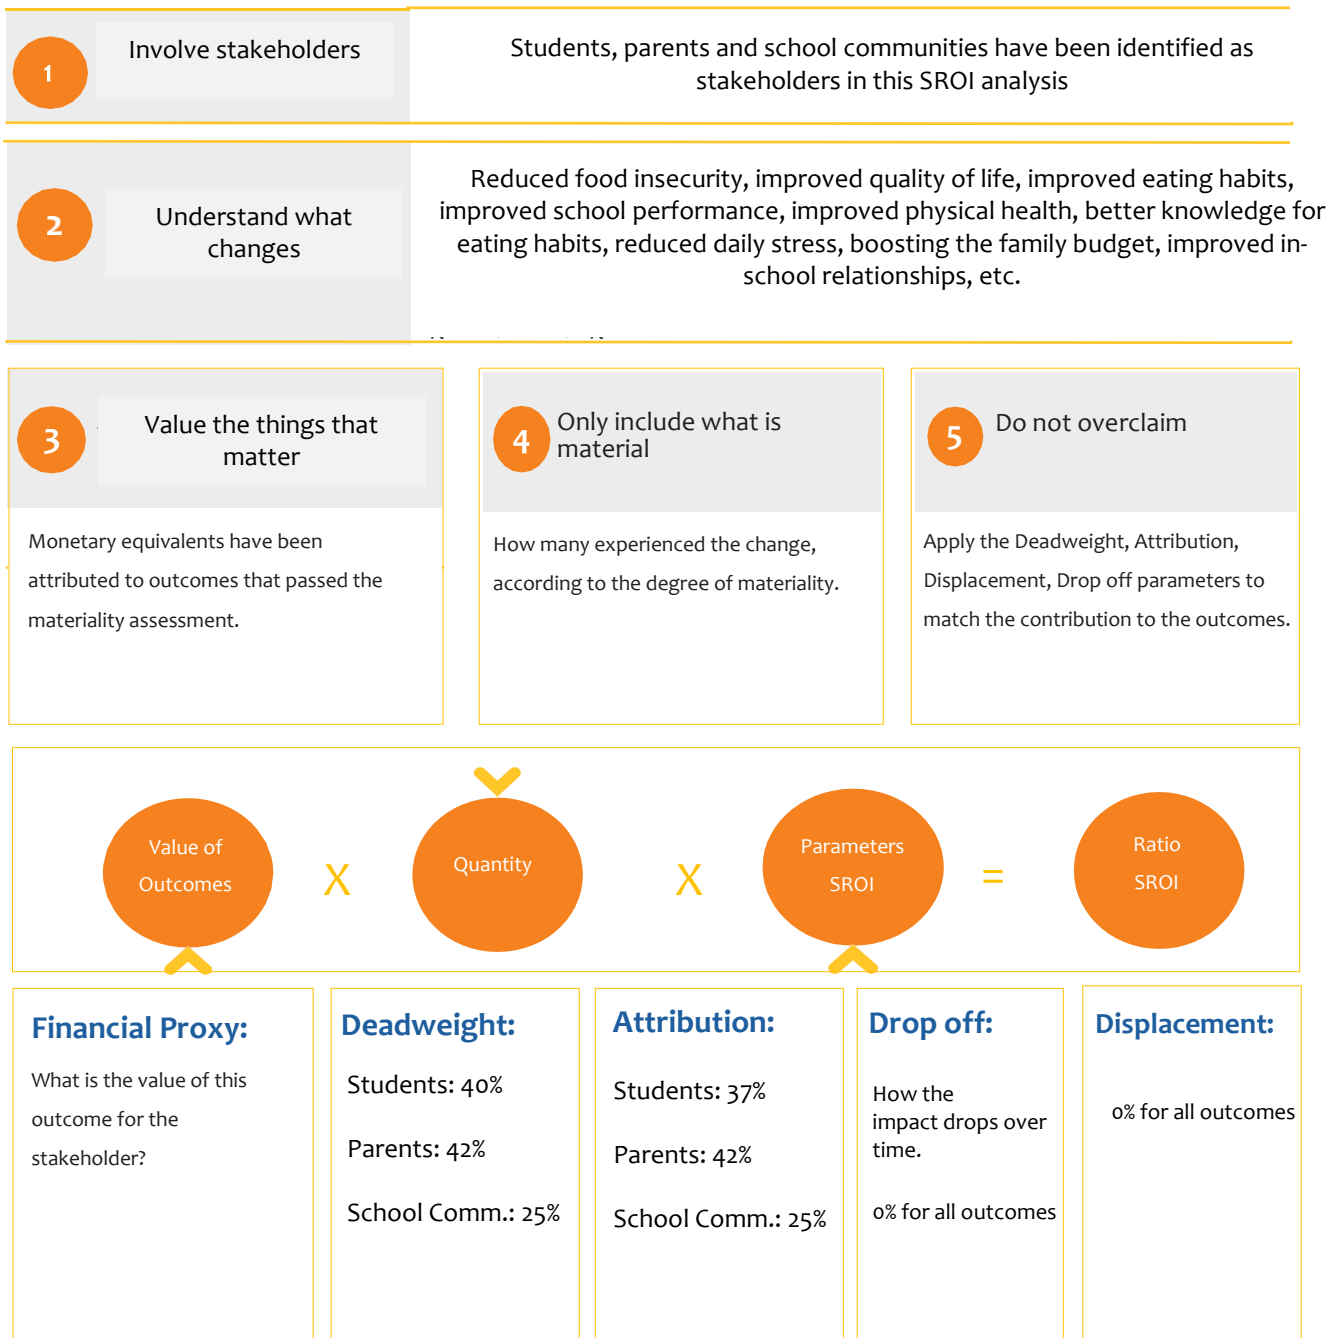 1
Involve stakeholders
Students, parents and school communities have been identified as
stakeholders in this SROI analysis
2
Understand what
changes
Reduced food insecurity, improved quality of life, improved eating habits,
improved school performance, improved physical health, better knowledge for
eating habits, reduced daily stress, boosting the family budget, improved in-
school relationships, etc.
3
Value the things that
matter
Monetary equivalents have been
attributed to outcomes that passed the
materiality assessment.
4
Only include what is
material
How many experienced the change,
according to the degree of materiality.
5
Do not overclaim
Apply the Deadweight, Attribution,
Displacement, Drop off parameters to
match the contribution to the outcomes.
Value of
Outcomes
X
Quantity
X
Parameters
SROI
=
Ratio
SROI
Financial Proxy:
What is the value of this
outcome for the
stakeholder?
Deadweight:
Students: 40%
Parents: 42%
School Comm.: 25%
Attribution:
Students: 37%
Parents: 42%
School Comm.: 25%
Drop off:
How the
impact drops over
time.
0% for all outcomes
Displacement:
0% for all outcomes